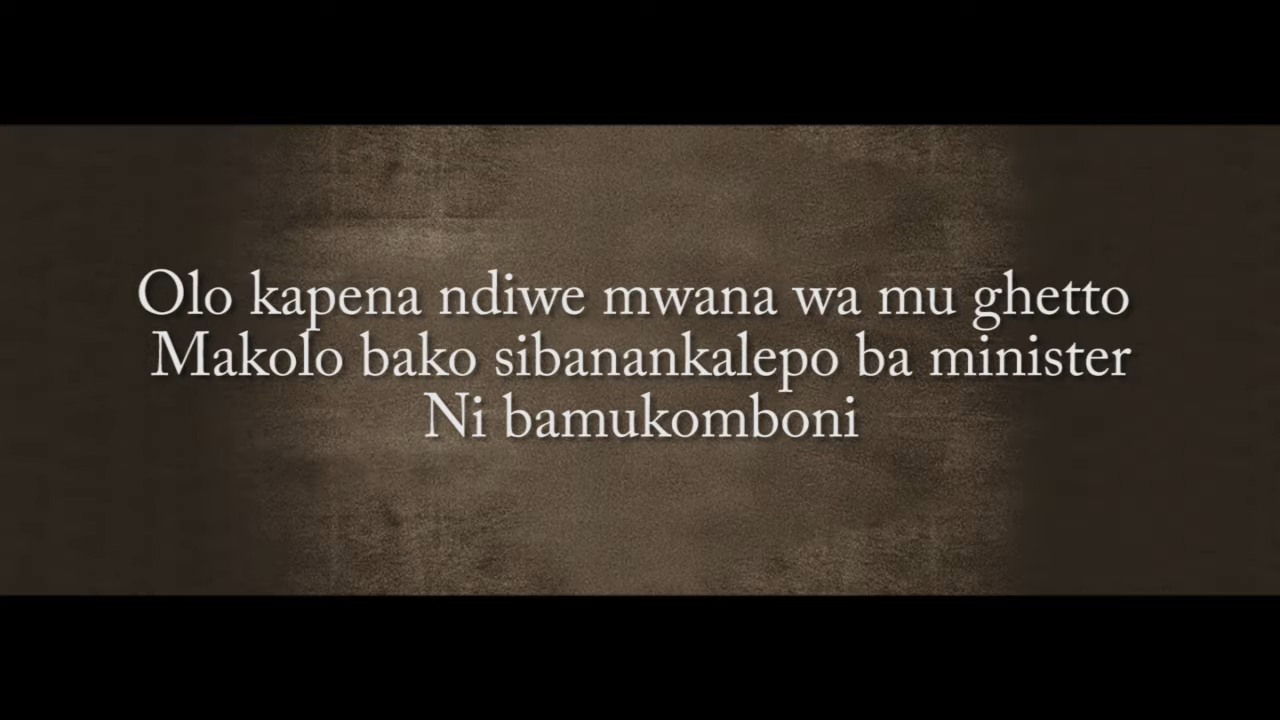 Olo kapena ndiwe mwana wa mu ghetto
Makolo bako sibanankalepo ba minister
Ni bamukomboni